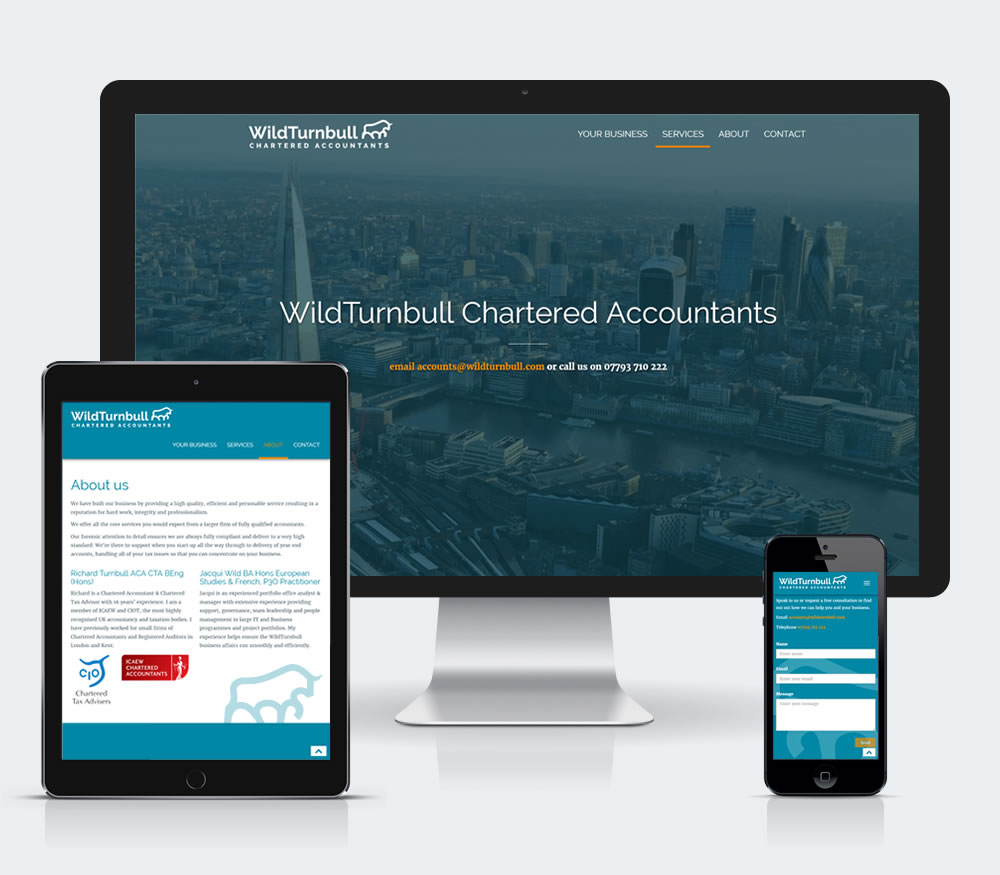 WildTurnbull
CHARTERED ACCOUNTANTS
YOUR BUSINESS SERVICES ABOUT CONTACT
WildTurnbull Chartered Accountants
email accounts@wildturnbull.com or call us on 07793 710 222
WildTurnbull
CHARTERED ACCOUNTANTS
YOUR BUSINESS SERVICES ABOUT CONTACT
About us
We have built our business by providing a high quality, efficient and personable service resulting in a
reputation for hard work, integrity and professionalism.
We offer all the core services you would expect from a larger firm of fully qualified accountants.
Our forensic attention to detail ensures we are always fully compliant and deliver to a very high
standard. We're there to support when you start up all the way through to delivery of year end
accounts, handling all of your tax issues so that you can concentrate on your business.
Richard Turnbull ACA CTA BEng
(Hons)
Richard is a Chartered Accountant & Chartered
Tax Adviser with 16 years' experience. I am a
member of ICAEW and CIOT, the most highly
recognised UK accountancy and taxation bodies. I
have previously worked for small firms of
Chartered Accountants and Registered Auditors in
London and Kent.
Jacqui Wild BA Hons European
Studies & French, P3O Practitioner
Jacqui is an experienced portfolio office analyst &
manager with extensive experience providing
support, governance, team leadership and people
management to large IT and Business
programmes and project portfolios. My
experience helps ensure the WildTurnbull
business affairs run smoothly and efficiently.
CIO
Chartered
Tax Advisers
ICAEW
CHARTERED
ACCOUNTANTS
WildTurnbull
CHARTERED ACCOUNTANTS
Speak to us or request a free consultation to find
out out how we can help you and your business.
Email accounts@wildturnbull.com
Telephone 07793 710 222
Name
Enter name
Email
Enter your email
Message
Enter your message
Send